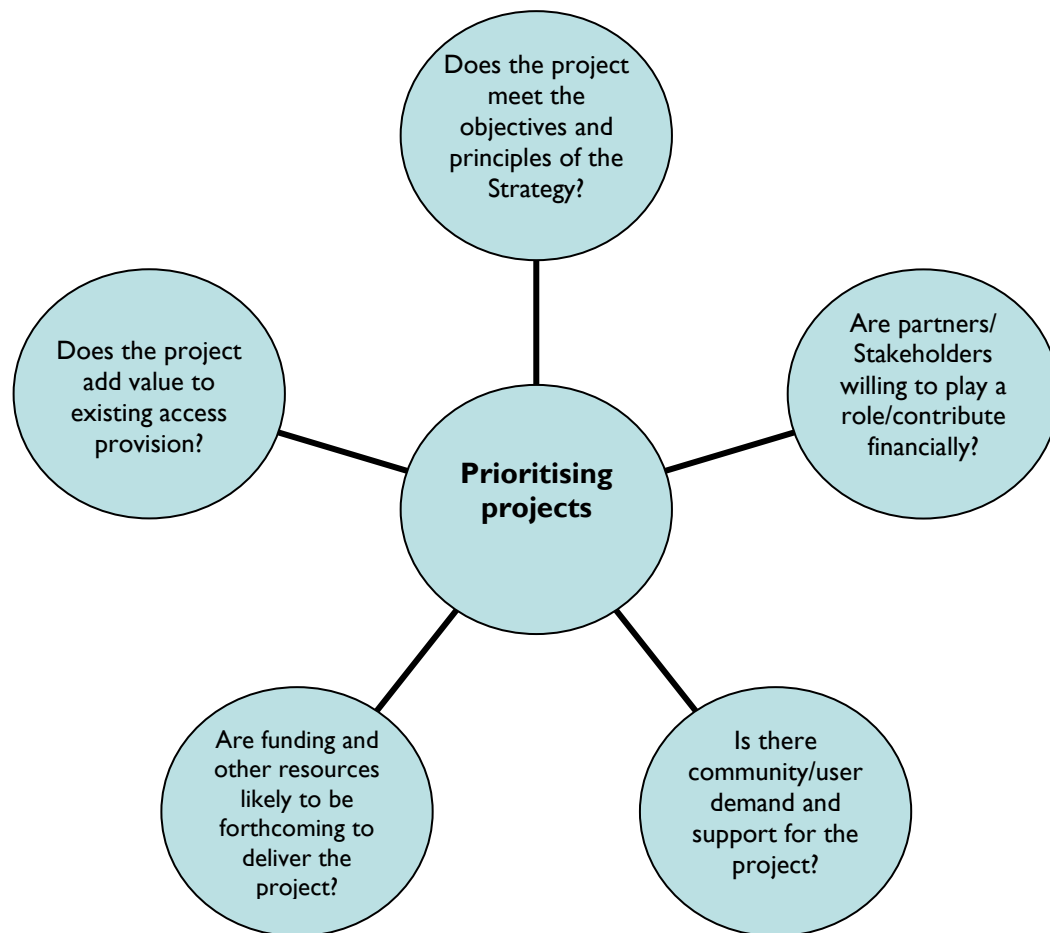 Does the project
meet the
objectives and
principles of the
Strategy?
Are partners/
Stakeholders
willing to play a
role/contribute
financially?
Does the project
add value to
existing access
provision?
Prioritising
projects
Are funding and
other resources
likely to be
forthcoming to
deliver the
project?
Is there
community/user
demand and
support for the
project?